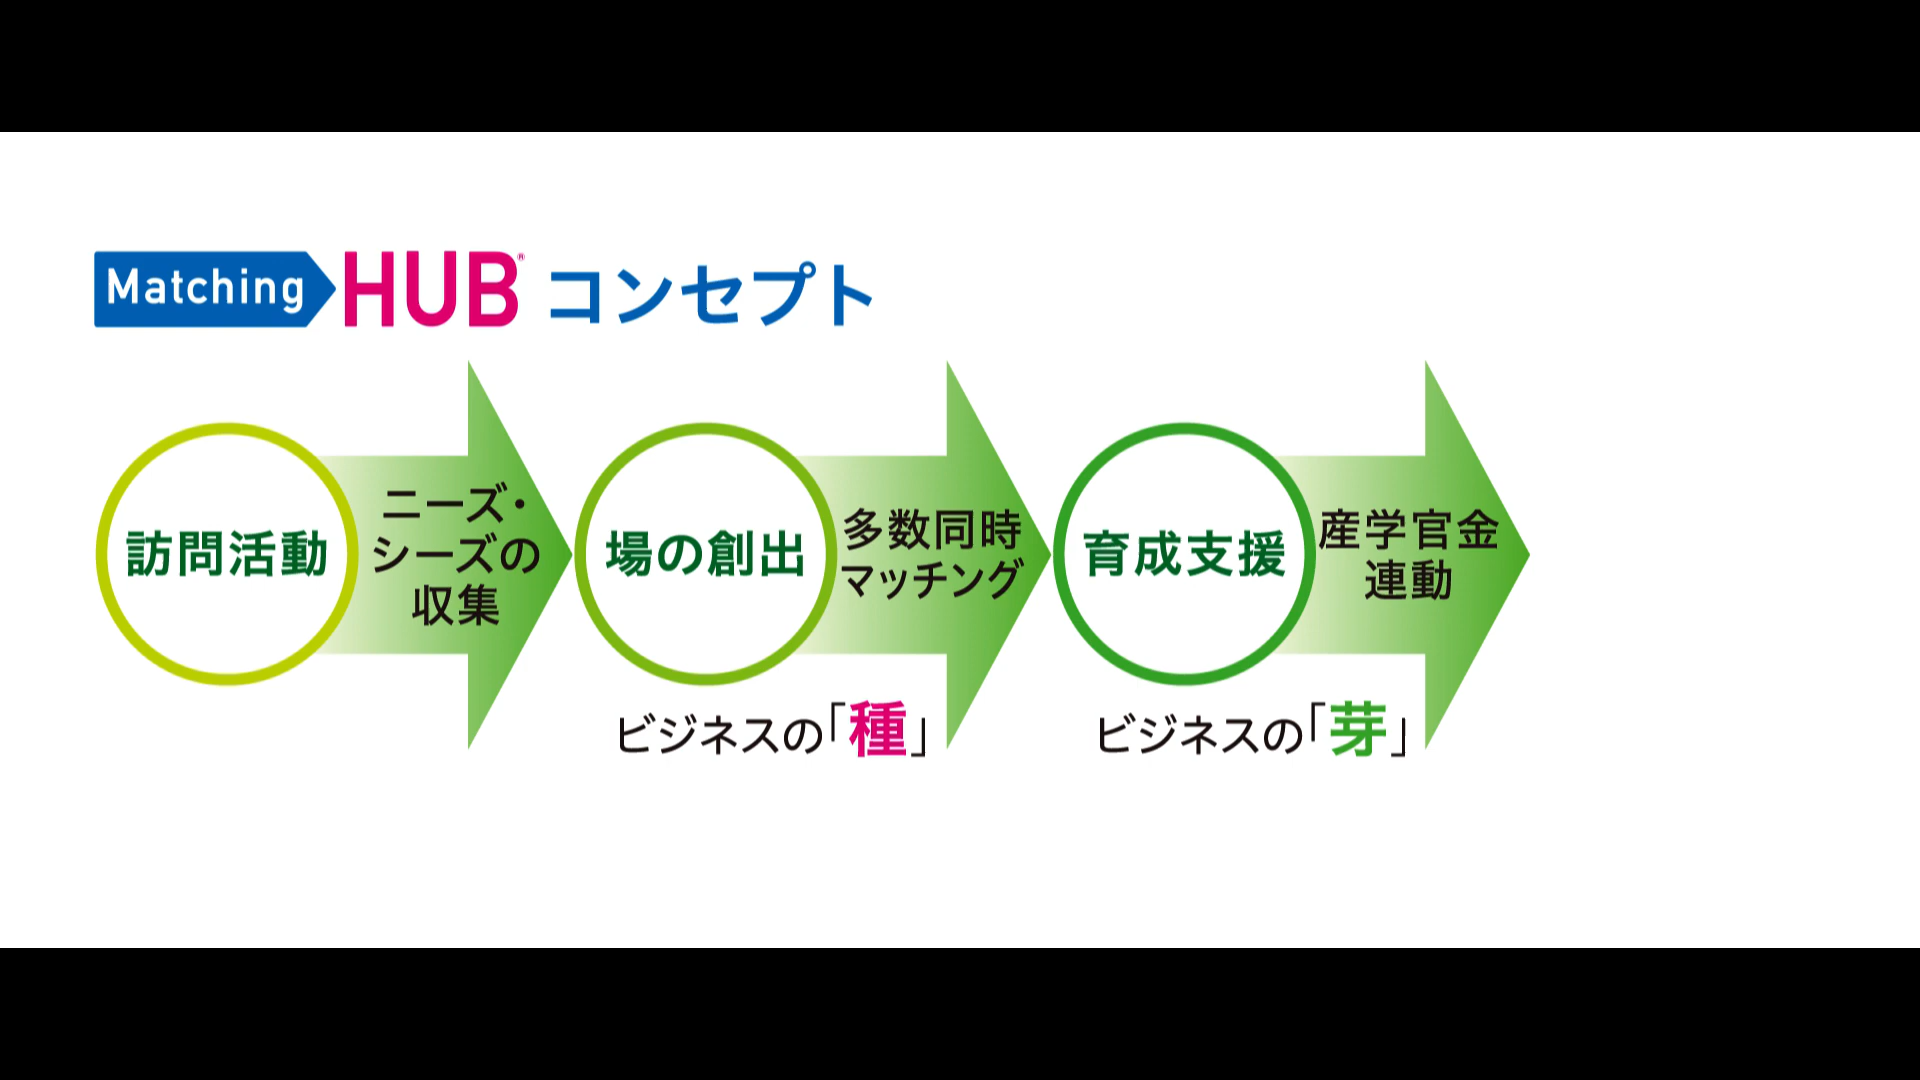 Matching HUB® コンセプト
訪問活動
ニーズ・
シーズの
収集
場の創出
多数同時
マッチング
育成支援
産学官金
連動
ビジネスの「種」
ビジネスの「芽」